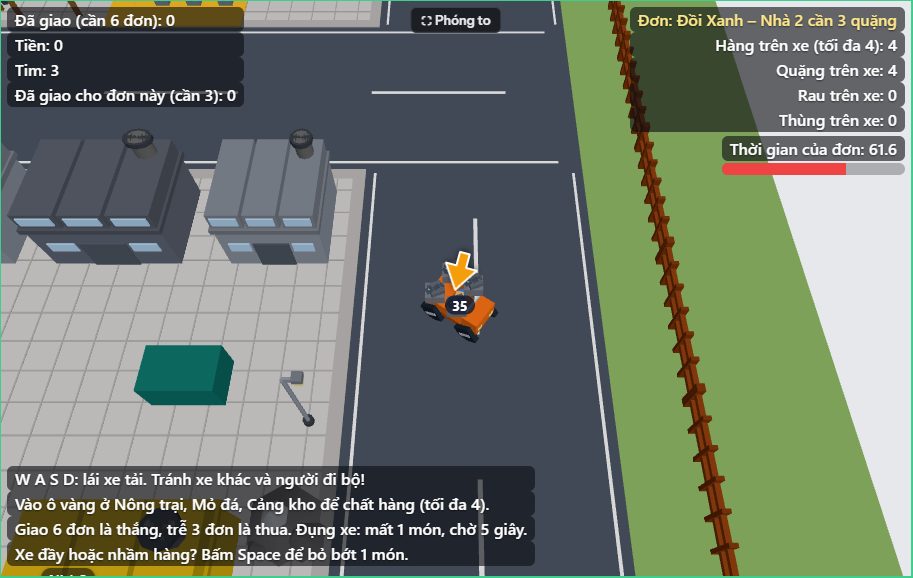 Đã giao (cần 6 đơn): 0
Tiền: 0
Tim: 3
Đã giao cho đơn này (cần 3): 0
Phóng to
Đơn: Đồi Xanh – Nhà 2 cần 3 quặng
Hàng trên xe (tối đa 4): 4
Quặng trên xe: 4
Rau trên xe: 0
Thùng trên xe: 0
Thời gian của đơn: 61.6
35
W A S D: lái xe tải. Tránh xe khác và người đi bộ!
Vào ô vàng ở Nông trại, Mỏ đá, Cảng kho để chất hàng (tối đa 4).
Giao 6 đơn là thắng, trễ 3 đơn là thua. Đụng xe: mất 1 món, chờ 5 giây.
Xe đầy hoặc nhầm hàng? Bấm Space để bỏ bớt 1 món.